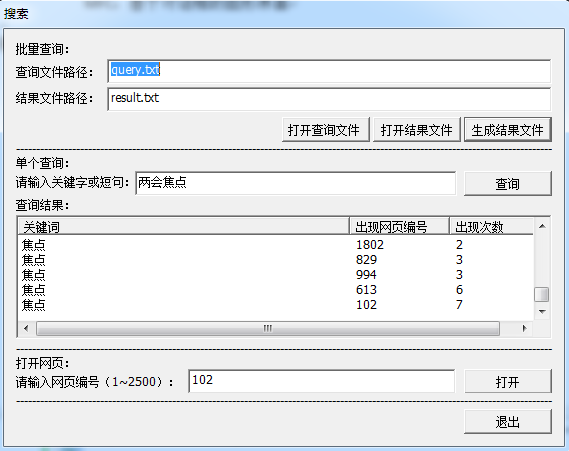 搜索
批量查询:
查询文件路径: query.txt
结果文件路径: result.txt
打开查询文件 打开结果文件 生成结果文件
单个查询:
请输入关键字或短句: 两会焦点 查询
查询结果:
关键词 出现网页编号 出现次数
焦点 1802 2
焦点 829 3
焦点 994 3
焦点 613 6
焦点 102 7
打开网页:
请输入网页编号(1~2500): 102 打开
退出